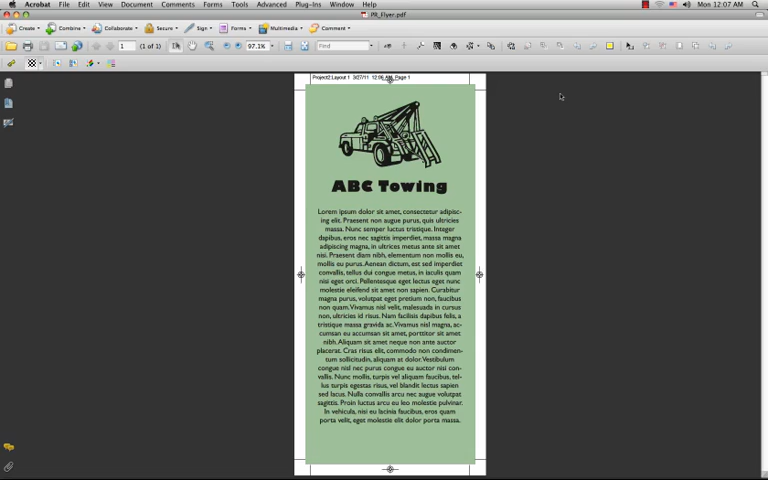 Acrobat File Edit View Document Comments Forms Tools Advanced Plug-Ins Window Help Mon 12:07 AM
PR_Flyer.pdf
Create Combine Collaborate Secure Sign Forms Multimedia Comment
1 (1 of 1) 97.1% Find
Project2:Layout 1 3/27/11 12:06 AM Page 1
ABC Towing
Lorem ipsum dolor sit amet, consectetur adipisc-
ing elit. Praesent non augue purus, quis ultricies
massa. Nunc semper luctus tristique. Integer
dapibus, eros nec sagittis imperdiet, massa magna
adipiscing magna, in ultrices metus ante sit amet
nisi. Praesent diam nibh, elementum non mollis eu,
mollis eu purus. Aenean dictum, est sed imperdiet
convallis, tellus dui congue metus, in iaculis quam
nisi eget orci. Pellentesque eget lectus eget nunc
molestie eleifend sit amet non sapien. Curabitur
magna purus, volutpat eget pretium non, faucibus
non quam. Vivamus nisl velit, malesuada in cursus
non, ultricies id risus. Nam facilisis dapibus felis, a
tristique massa gravida ac. Vivamus nisl magna, ac-
cumsan eu accumsan sit amet, porttitor sit amet
nibh. Aliquam sit amet neque non ante auctor
placerat. Cras risus elit, commodo non condimen-
tum sollicitudin, aliquam at dolor. Vestibulum
congue nisl nec purus congue eu auctor nisi con-
vallis. Nunc mollis, turpis vel aliquam faucibus, tel-
lus turpis egestas risus, vel blandit lectus sapien
sed lacus. Nulla convallis arcu nec augue volutpat
sagittis. Proin luctus arcu eu leo molestie pulvinar.
In vehicula, nisi eu lacinia faucibus, eros quam
porta velit, eget molestie elit dolor porta massa.